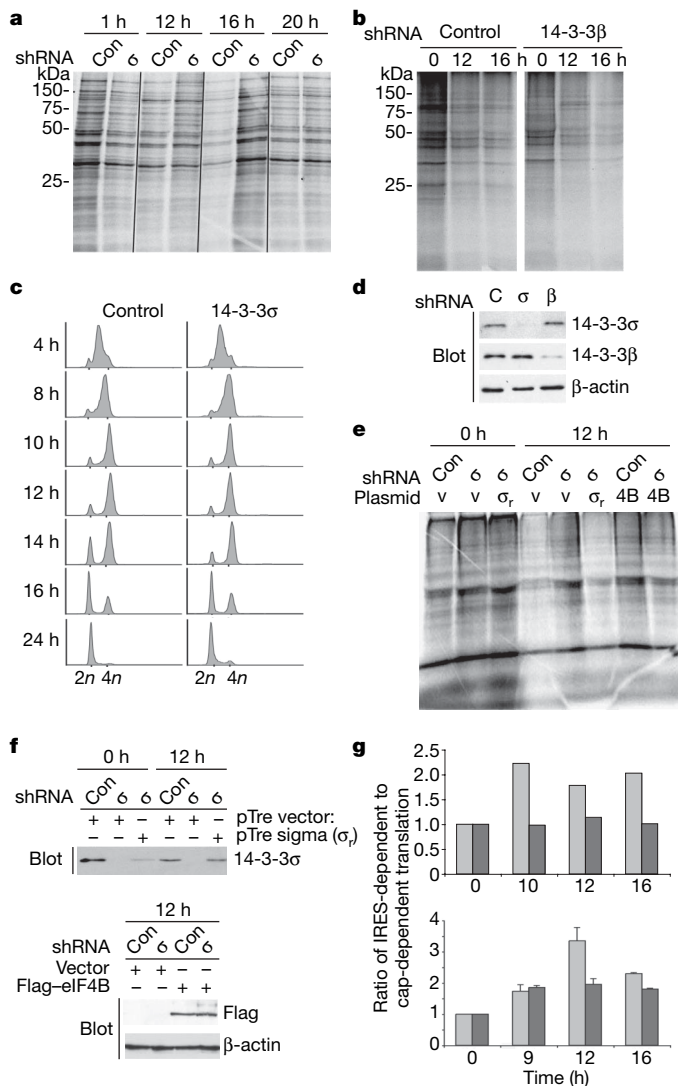 a
1 h 12 h 16 h 20 h
shRNA Con σ Con σ Con σ Con σ
kDa
150-
75-
50-
25-
b
shRNA Control 14-3-3β
0 12 16 h 0 12 16 h
kDa
150-
75-
50-
25-
c
Control 14-3-3σ
4 h
8 h
10 h
12 h
14 h
16 h
24 h
2n 4n 2n 4n
d
shRNA C σ β
14-3-3σ
Blot 14-3-3β
β-actin
e
0 h 12 h
shRNA Con σ σ Con σ σ Con σ
Plasmid v v σr v v σr 4B 4B
f
0 h 12 h
shRNA Con σ σ Con σ σ
+ + – + + – pTre vector:
– – + – – + pTre sigma (σr)
Blot 14-3-3σ
12 h
shRNA Con σ Con σ
Vector + + – –
Flag–eIF4B – – + +
Flag
Blot
β-actin
g
Ratio of IRES-dependent to
cap-dependent translation
2.5
2.0
1.5
1.0
0.5
0
0 10 12 16
4
3
2
1
0
0 9 12 16
Time (h)